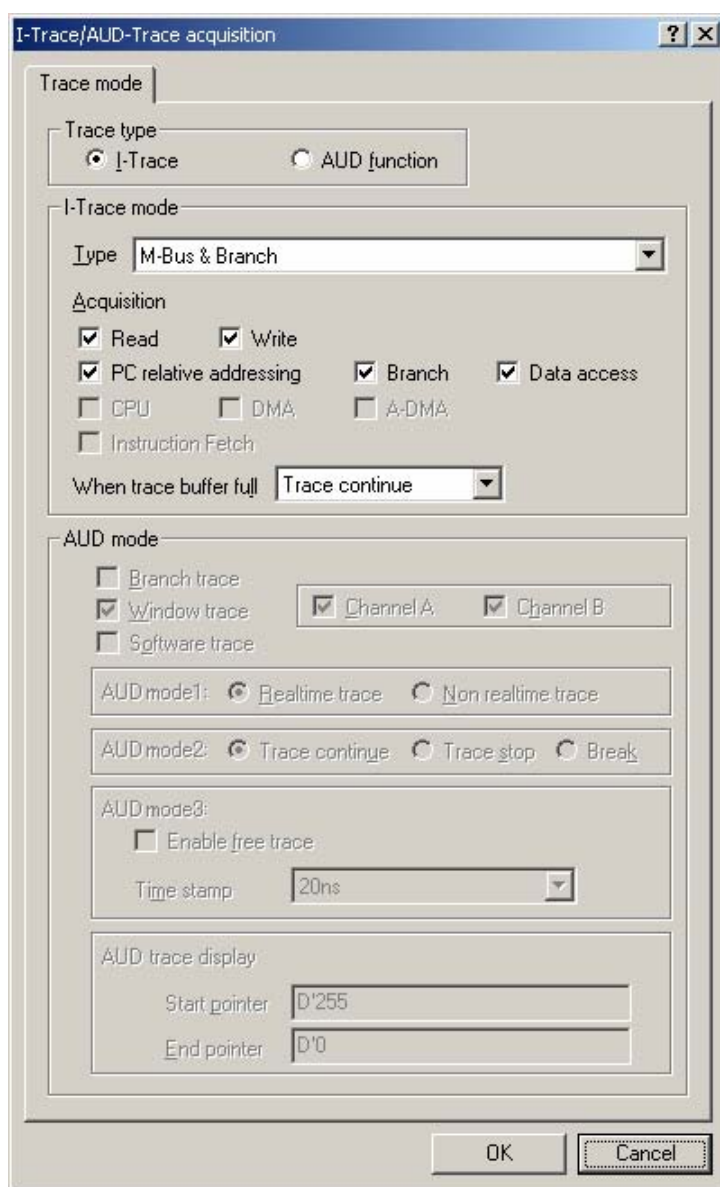 I-Trace/AUD-Trace acquisition
Trace mode
Trace type
I-Trace AUD function
I-Trace mode
Type M-Bus & Branch
Acquisition
Read Write
PC relative addressing Branch Data access
CPU DMA A-DMA
Instruction Fetch
When trace buffer full Trace continue
AUD mode
Branch trace
Window trace Channel A Channel B
Software trace
AUD mode1: Realtime trace Non realtime trace
AUD mode2: Trace continue Trace stop Break
AUD mode3:
Enable free trace
Time stamp 20ns
AUD trace display
Start pointer D'255
End pointer D'0
OK Cancel